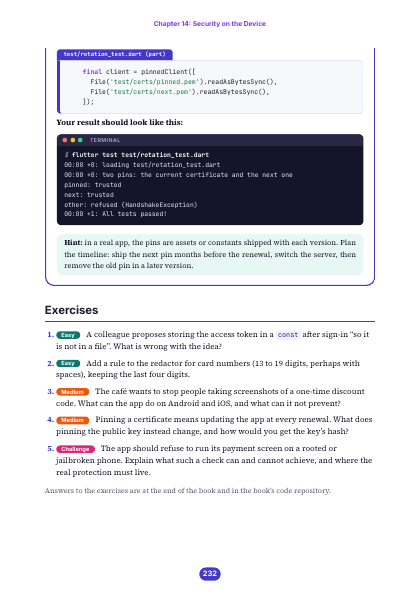 Chapter 14: Security on the Device
test/rotation_test.dart (part)
final client = pinnedClient([
File('test/certs/pinned.pem').readAsBytesSync(),
File('test/certs/next.pem').readAsBytesSync(),
]);
Your result should look like this:
TERMINAL
$ flutter test test/rotation_test.dart
00:00 +0: loading test/rotation_test.dart
00:00 +0: two pins: the current certificate and the next one
pinned: trusted
next: trusted
other: refused (HandshakeException)
00:00 +1: All tests passed!
Hint: in a real app, the pins are assets or constants shipped with each version. Plan
the timeline: ship the next pin months before the renewal, switch the server, then
remove the old pin in a later version.
Exercises
1. Easy A colleague proposes storing the access token in a const after sign-in “so it
is not in a file”. What is wrong with the idea?
2. Easy Add a rule to the redactor for card numbers (13 to 19 digits, perhaps with
spaces), keeping the last four digits.
3. Medium The café wants to stop people taking screenshots of a one-time discount
code. What can the app do on Android and iOS, and what can it not prevent?
4. Medium Pinning a certificate means updating the app at every renewal. What does
pinning the public key instead change, and how would you get the key’s hash?
5. Challenge The app should refuse to run its payment screen on a rooted or
jailbroken phone. Explain what such a check can and cannot achieve, and where the
real protection must live.
Answers to the exercises are at the end of the book and in the book’s code repository.
232